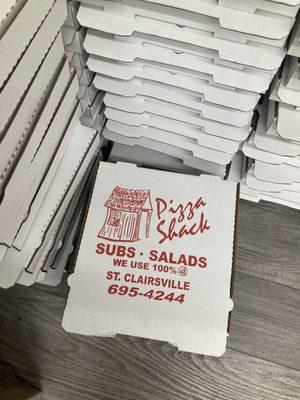 Pizza
Shack
SUBS · SALADS
WE USE 100%
ST. CLAIRSVILLE
695-4244